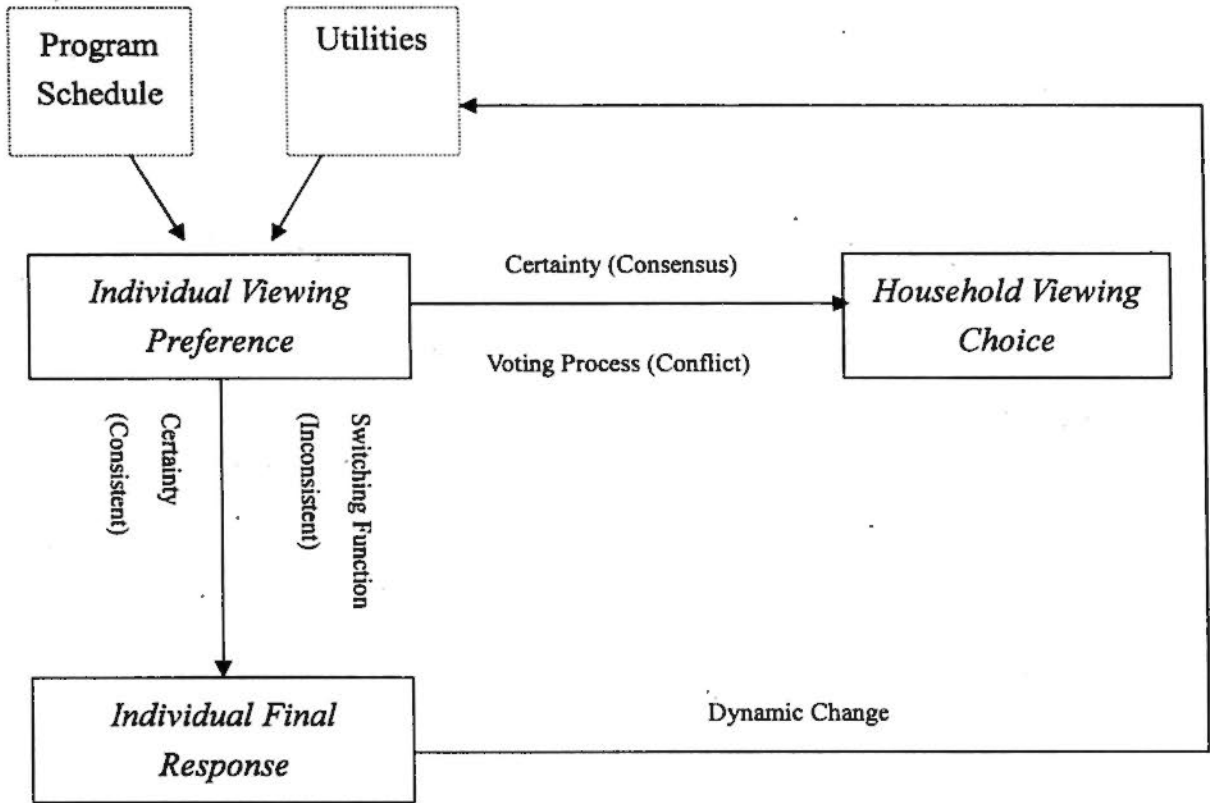 Program
Schedule
Utilities
Individual Viewing
Preference
Certainty (Consensus)
Voting Process (Conflict)
Household Viewing
Choice
Certainty
(Consistent)
Switching Function
(Inconsistent)
Individual Final
Response
Dynamic Change